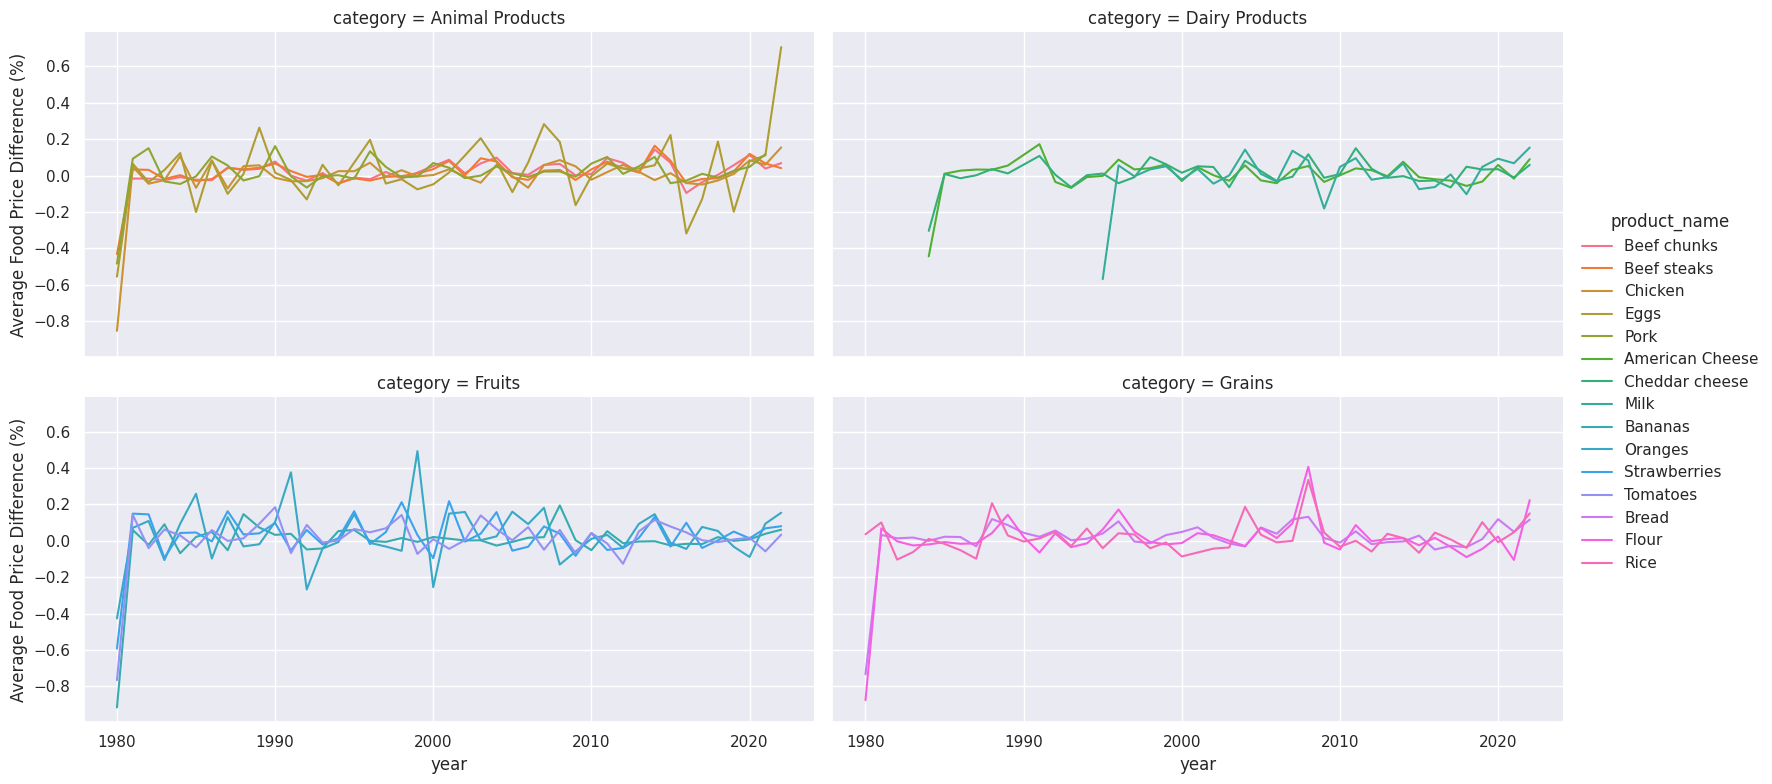 category = Animal Products
Average Food Price Difference (%)
0.6
0.4
0.2
0.0
−0.2
−0.4
−0.6
−0.8
category = Dairy Products
category = Fruits
Average Food Price Difference (%)
0.6
0.4
0.2
0.0
−0.2
−0.4
−0.6
−0.8
1980 1990 2000 2010 2020
year
category = Grains
1980 1990 2000 2010 2020
year
product_name
Beef chunks
Beef steaks
Chicken
Eggs
Pork
American Cheese
Cheddar cheese
Milk
Bananas
Oranges
Strawberries
Tomatoes
Bread
Flour
Rice